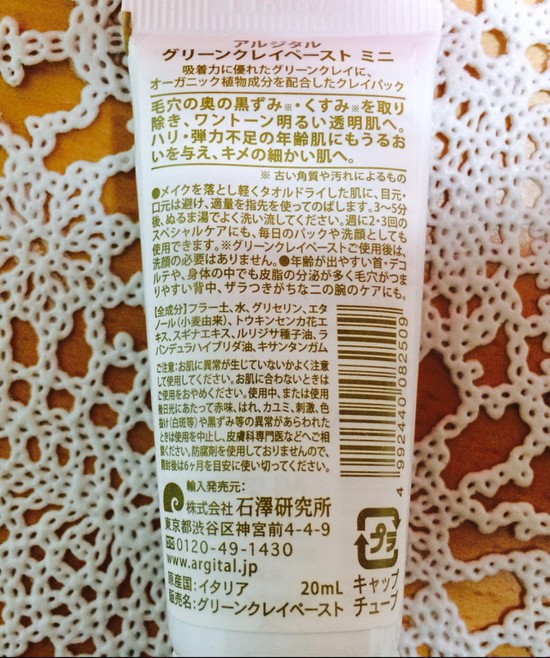 アルジタル
グリーンクレイペースト ミニ
吸着力に優れたグリーンクレイに、
オーガニック植物成分を配合したクレイパック
毛穴の奥の黒ずみ※・くすみ※を取り
除き、ワントーン明るい透明肌へ。
ハリ・弾力不足の年齢肌にもうるお
いを与え、キメの細かい肌へ。
※ 古い角質や汚れによるもの
●メイクを落とし軽くタオルドライした肌に、目元・
口元は避け、適量を指先を使ってのばします。3〜5分
後、ぬるま湯でよく洗い流してください。週に2・3回の
スペシャルケアにも、毎日のパックや洗顔としても
使用できます。※グリーンクレイペーストご使用後は、
洗顔の必要はありません。●年齢が出やすい首・デコ
ルテや、身体の中でも皮脂の分泌が多く毛穴がつま
りやすい背中、ザラつきがちな二の腕のケアにも。
【全成分】フラー土、水、グリセリン、エタ
ノール(小麦由来)、トウキンセンカ花エ
キス、スギナエキス、ルリジサ種子油、ラ
バンデュラハイブリダ油、キサンタンガム
ご注意:お肌に異常が生じていないかよく注意
して使用してください。お肌に合わないときは
ご使用をおやめください。使用中、または使用
後日光にあたって赤味、はれ、カユミ、刺激、色
抜け(白斑等)や黒ずみ等の異常があらわれた
ときは使用を中止し、皮膚科専門医などへご相
談ください。防腐剤を使用しておりませんので、
開封後は6ヶ月を目安に使い切ってください。
4 992440 082509
輸入発売元:
株式会社 石澤研究所
東京都渋谷区神宮前4-4-9
0120-49-1430
www.argital.jp
原産国:イタリア 20mL
販売名:グリーンクレイペースト
プラ
キャップ
チューブ